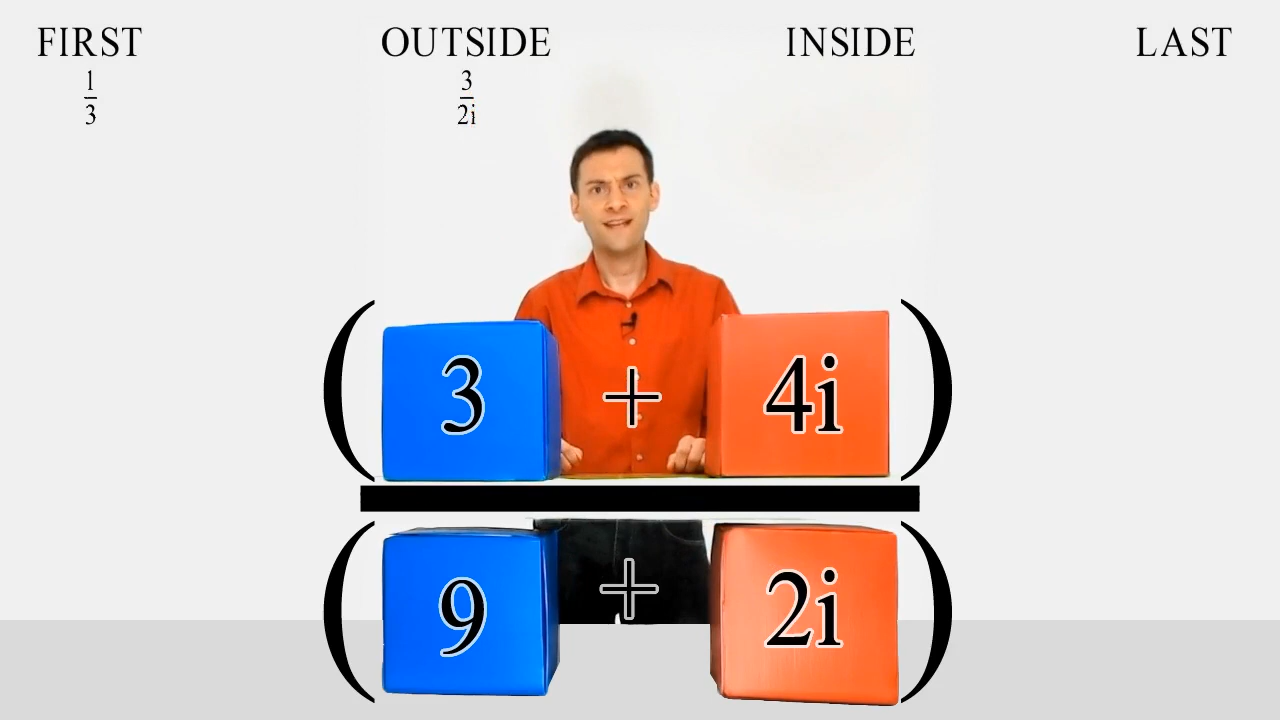 FIRST OUTSIDE INSIDE LAST
1/3 3/2i
( 3 + 4i )
( 9 + 2i )